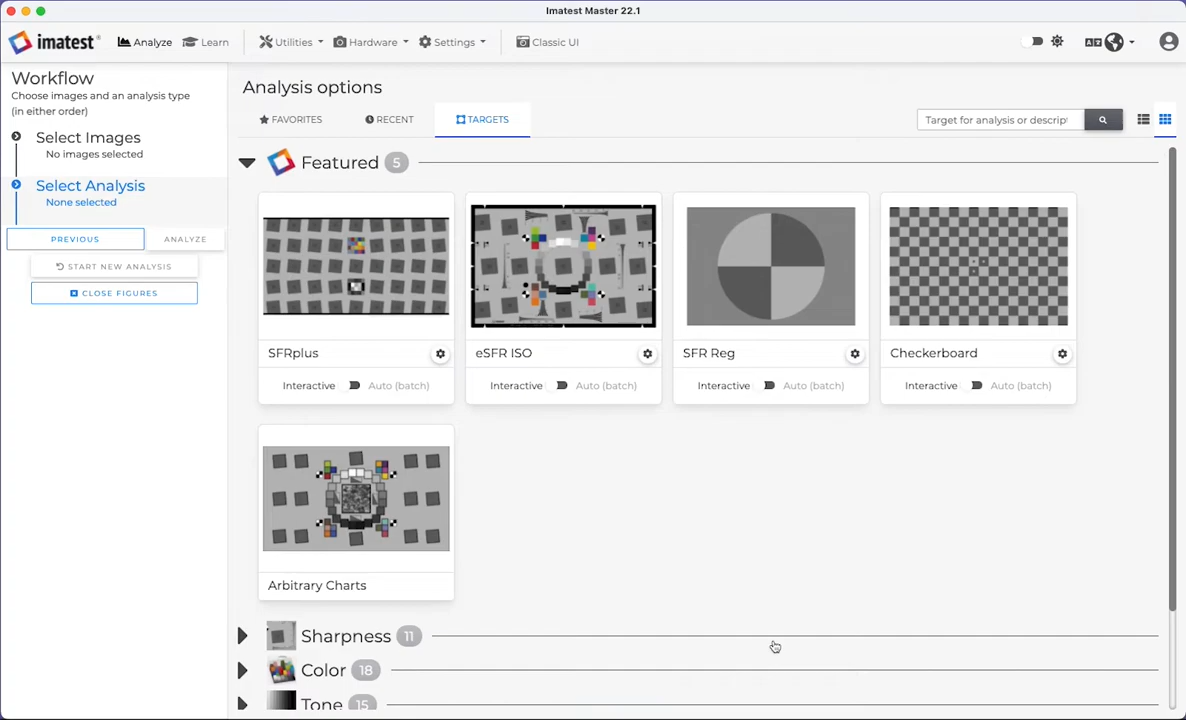 Imatest Master 22.1
imatest® Analyze Learn Utilities Hardware Settings Classic UI
Workflow
Choose images and an analysis type
(in either order)
Select Images
No images selected
Select Analysis
None selected
PREVIOUS ANALYZE
START NEW ANALYSIS
CLOSE FIGURES
Analysis options
FAVORITES RECENT TARGETS
Target for analysis or descript
Featured 5
SFRplus
Interactive Auto (batch)
eSFR ISO
Interactive Auto (batch)
SFR Reg
Interactive Auto (batch)
Checkerboard
Interactive Auto (batch)
Arbitrary Charts
Sharpness 11
Color 18
Tone 15